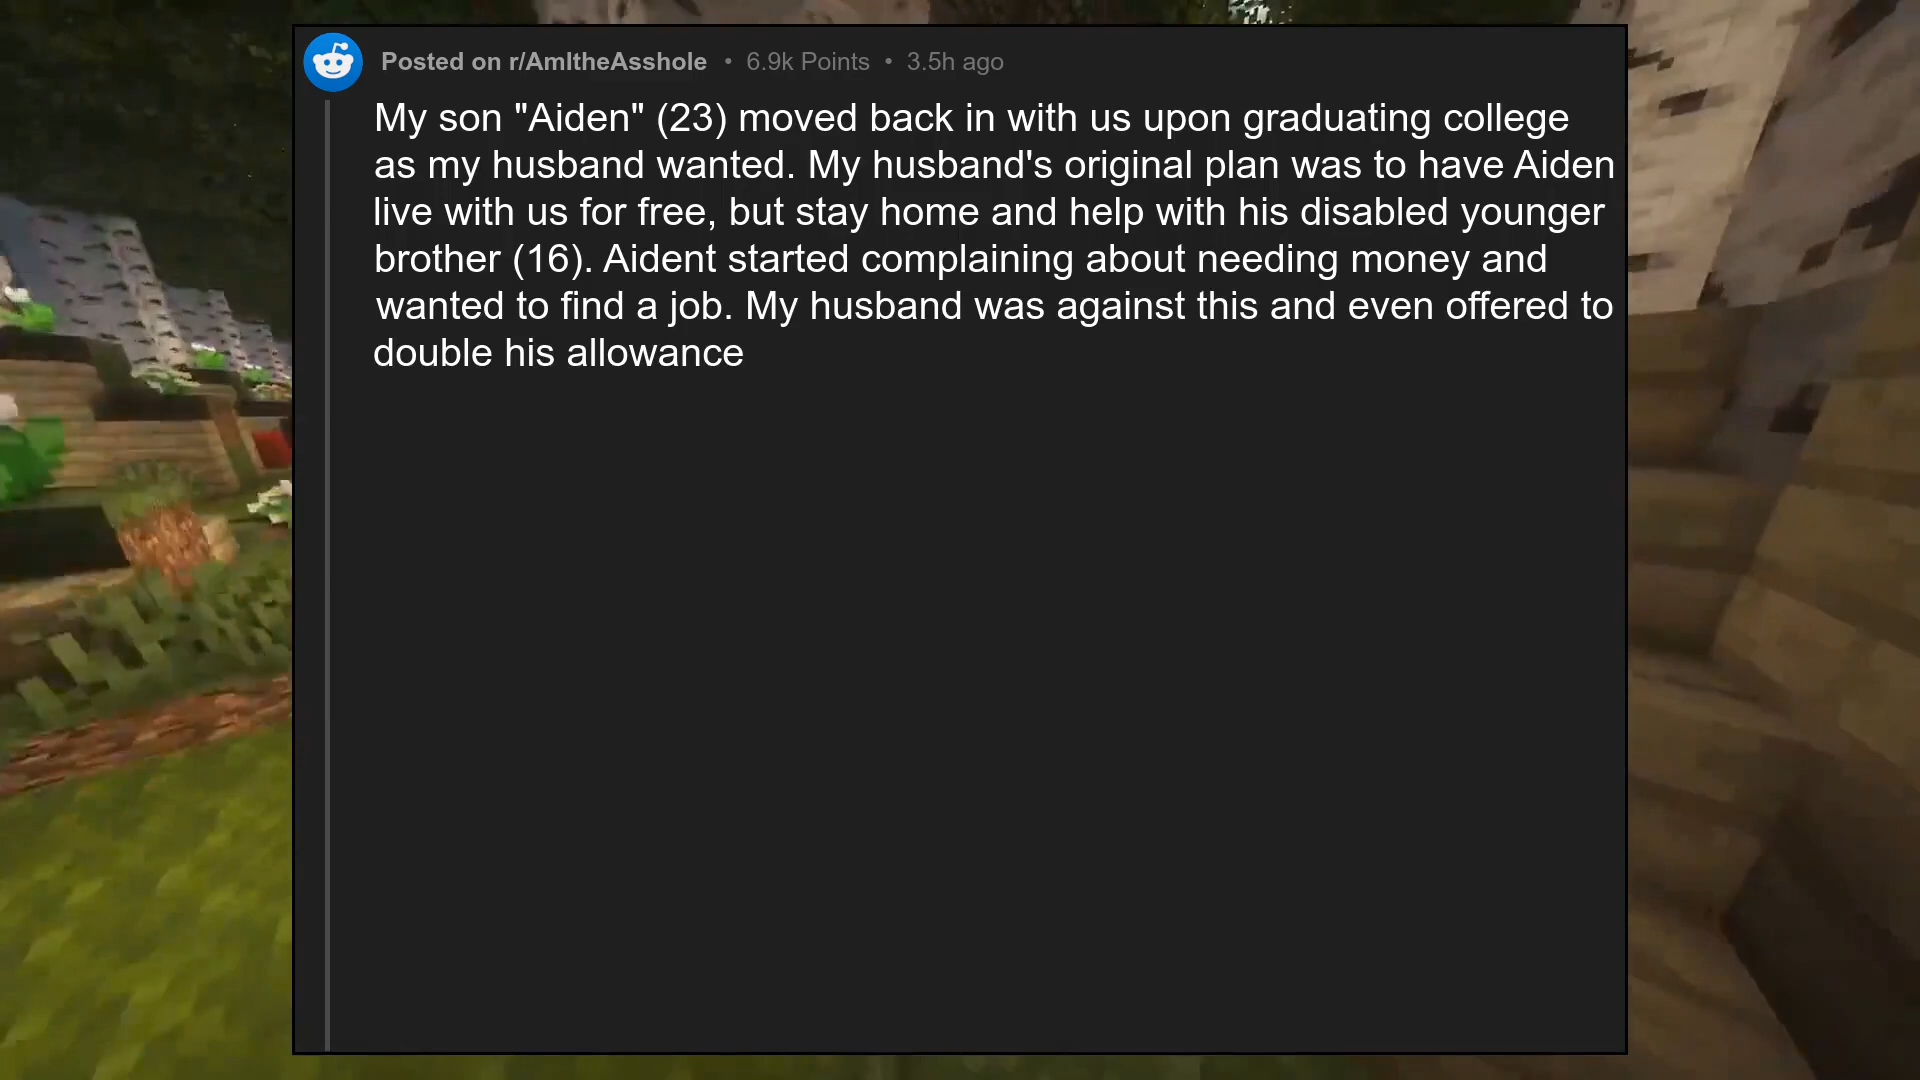 Posted on r/AmItheAsshole • 6.9k Points • 3.5h ago
My son "Aiden" (23) moved back in with us upon graduating college
as my husband wanted. My husband's original plan was to have Aiden
live with us for free, but stay home and help with his disabled younger
brother (16). Aident started complaining about needing money and
wanted to find a job. My husband was against this and even offered to
double his allowance